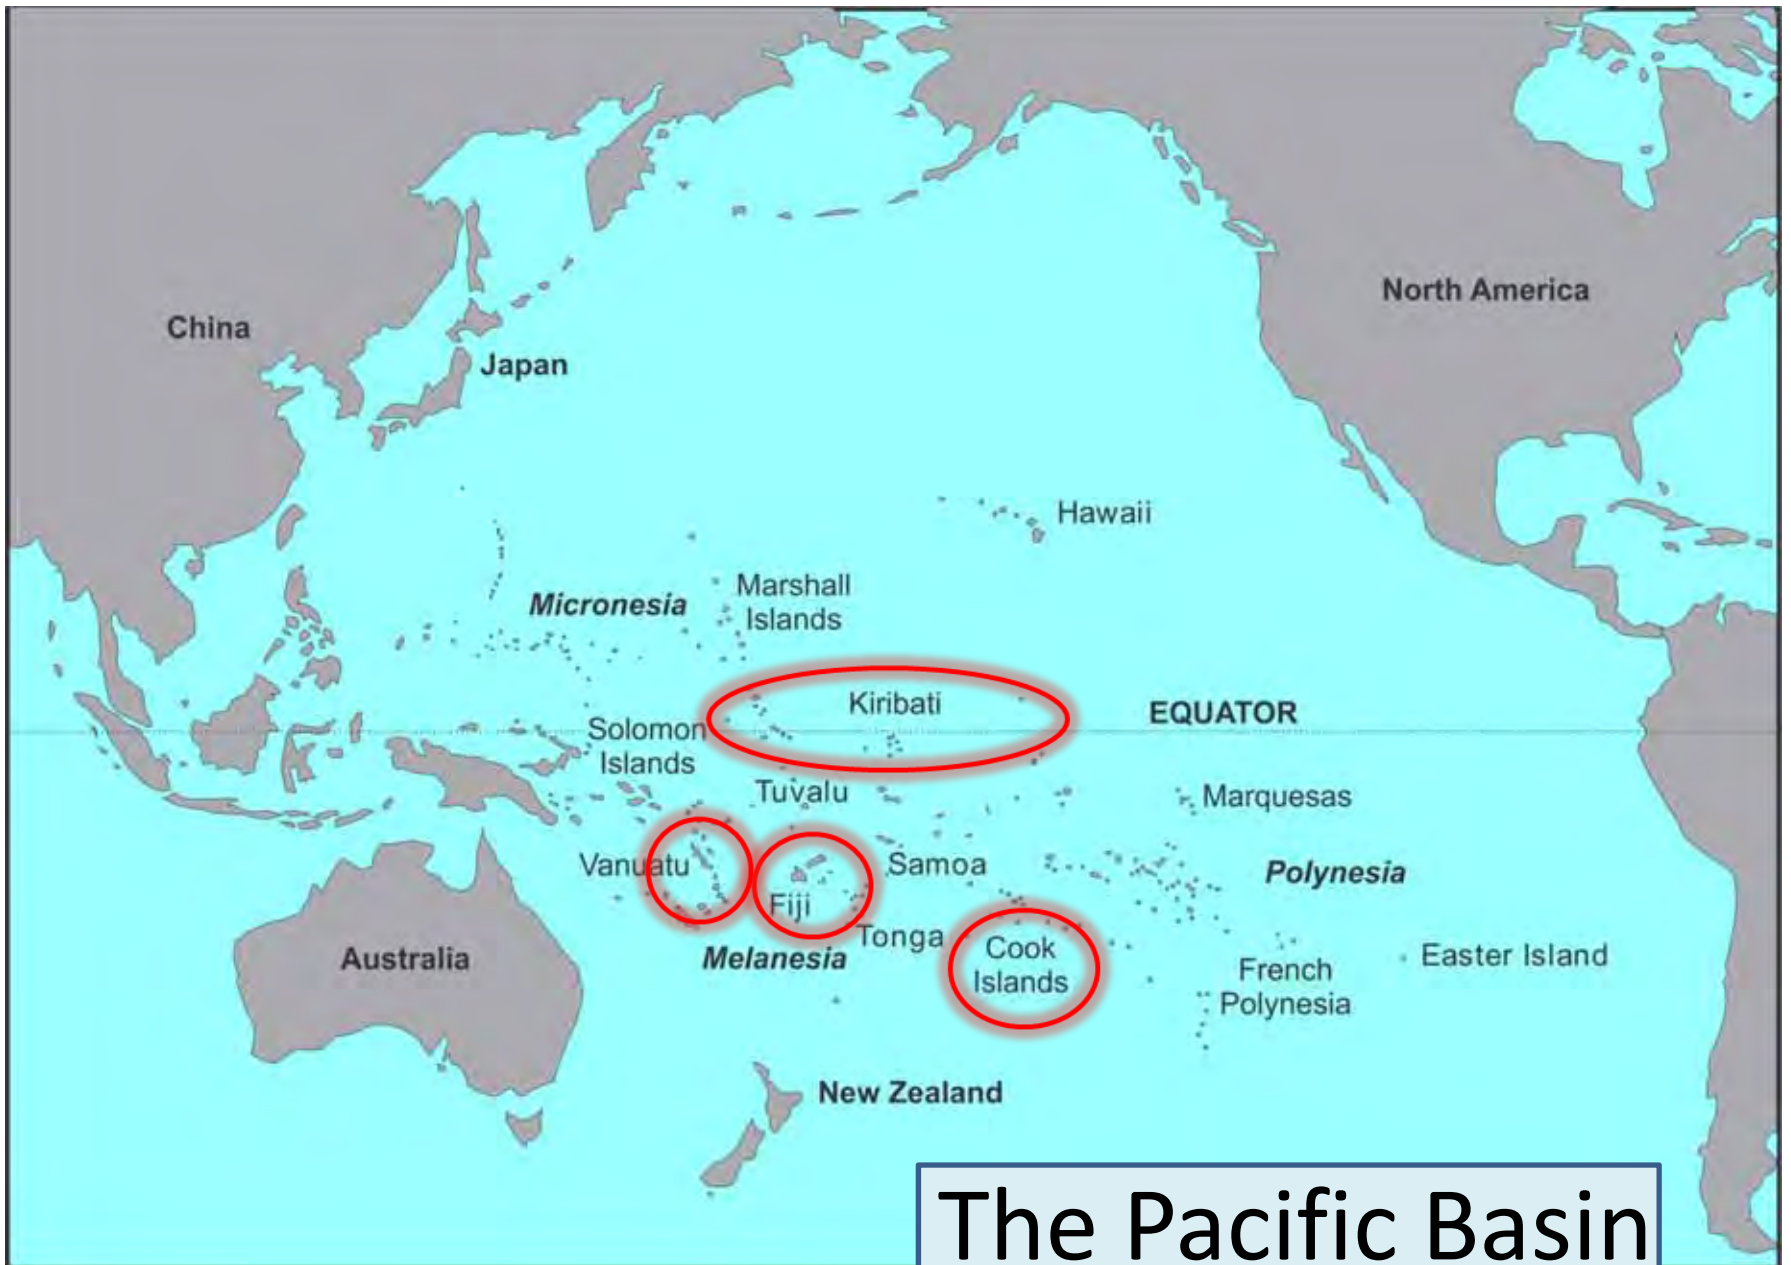 North America
China
Japan
Hawaii
Marshall
Islands
Micronesia
Kiribati
EQUATOR
Solomon
Islands
Tuvalu
Marquesas
Vanuatu
Samoa
Polynesia
Fiji
Tonga
Cook
Islands
Melanesia
Australia
Easter Island
French
Polynesia
New Zealand
The Pacific Basin